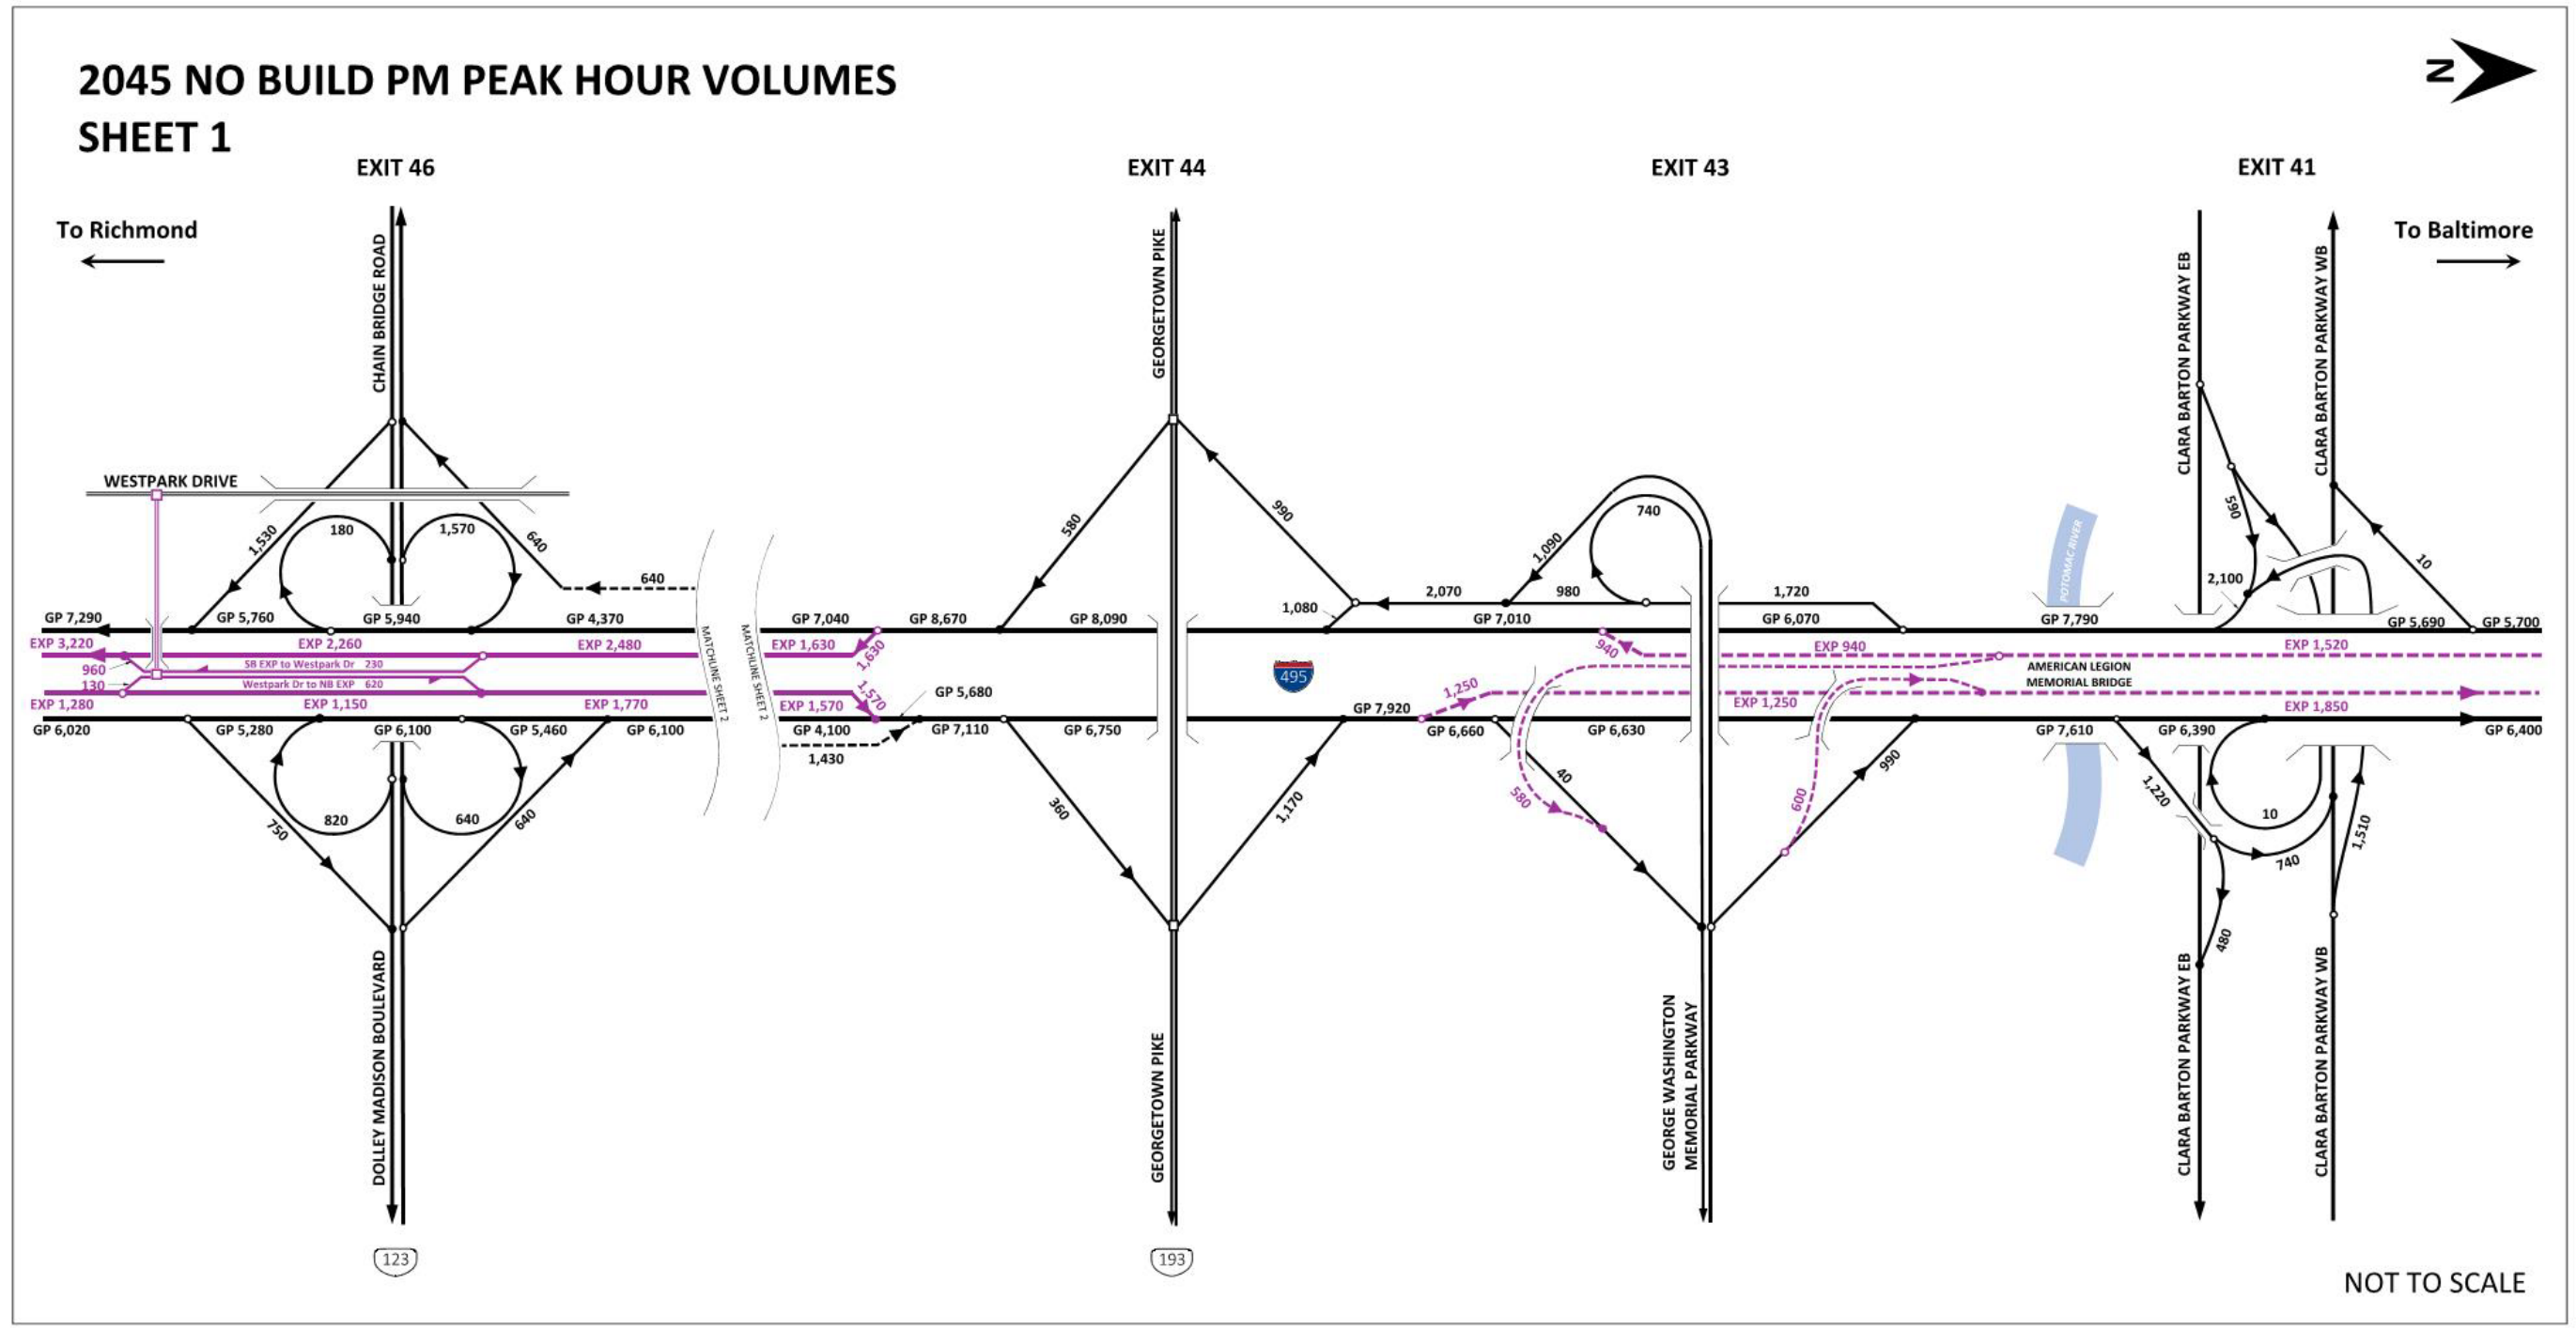 2045 NO BUILD PM PEAK HOUR VOLUMES
SHEET 1
N
EXIT 46
EXIT 44
EXIT 43
EXIT 41
To Richmond
To Baltimore
CHAIN BRIDGE ROAD
GEORGETOWN PIKE
CLARA BARTON PARKWAY EB
CLARA BARTON PARKWAY WB
WESTPARK DRIVE
1,530
180
1,570
640
640
580
990
1,090
740
590
10
2,100
POTOMAC RIVER
1,080
2,070
980
1,720
GP 7,290
GP 5,760
GP 5,940
GP 4,370
GP 7,040
GP 8,670
GP 8,090
GP 7,010
GP 6,070
GP 7,790
GP 5,690
GP 5,700
EXP 3,220
EXP 2,260
EXP 2,480
EXP 1,630
1,630
940
EXP 940
EXP 1,520
960
SB EXP to Westpark Dr 230
130
Westpark Dr to NB EXP 620
MATCHLINE SHEET 2
MATCHLINE SHEET 2
495
AMERICAN LEGION
MEMORIAL BRIDGE
EXP 1,280
EXP 1,150
EXP 1,770
EXP 1,570
1,570
GP 5,680
1,250
EXP 1,250
EXP 1,850
GP 6,020
GP 5,280
GP 6,100
GP 5,460
GP 6,100
GP 4,100
GP 7,110
GP 6,750
GP 7,920
GP 6,660
GP 6,630
GP 7,610
GP 6,390
GP 6,400
1,430
750
820
640
640
360
1,170
580
40
600
990
1,220
10
740
1,510
480
DOLLEY MADISON BOULEVARD
GEORGETOWN PIKE
GEORGE WASHINGTON
MEMORIAL PARKWAY
CLARA BARTON PARKWAY EB
CLARA BARTON PARKWAY WB
123
193
NOT TO SCALE